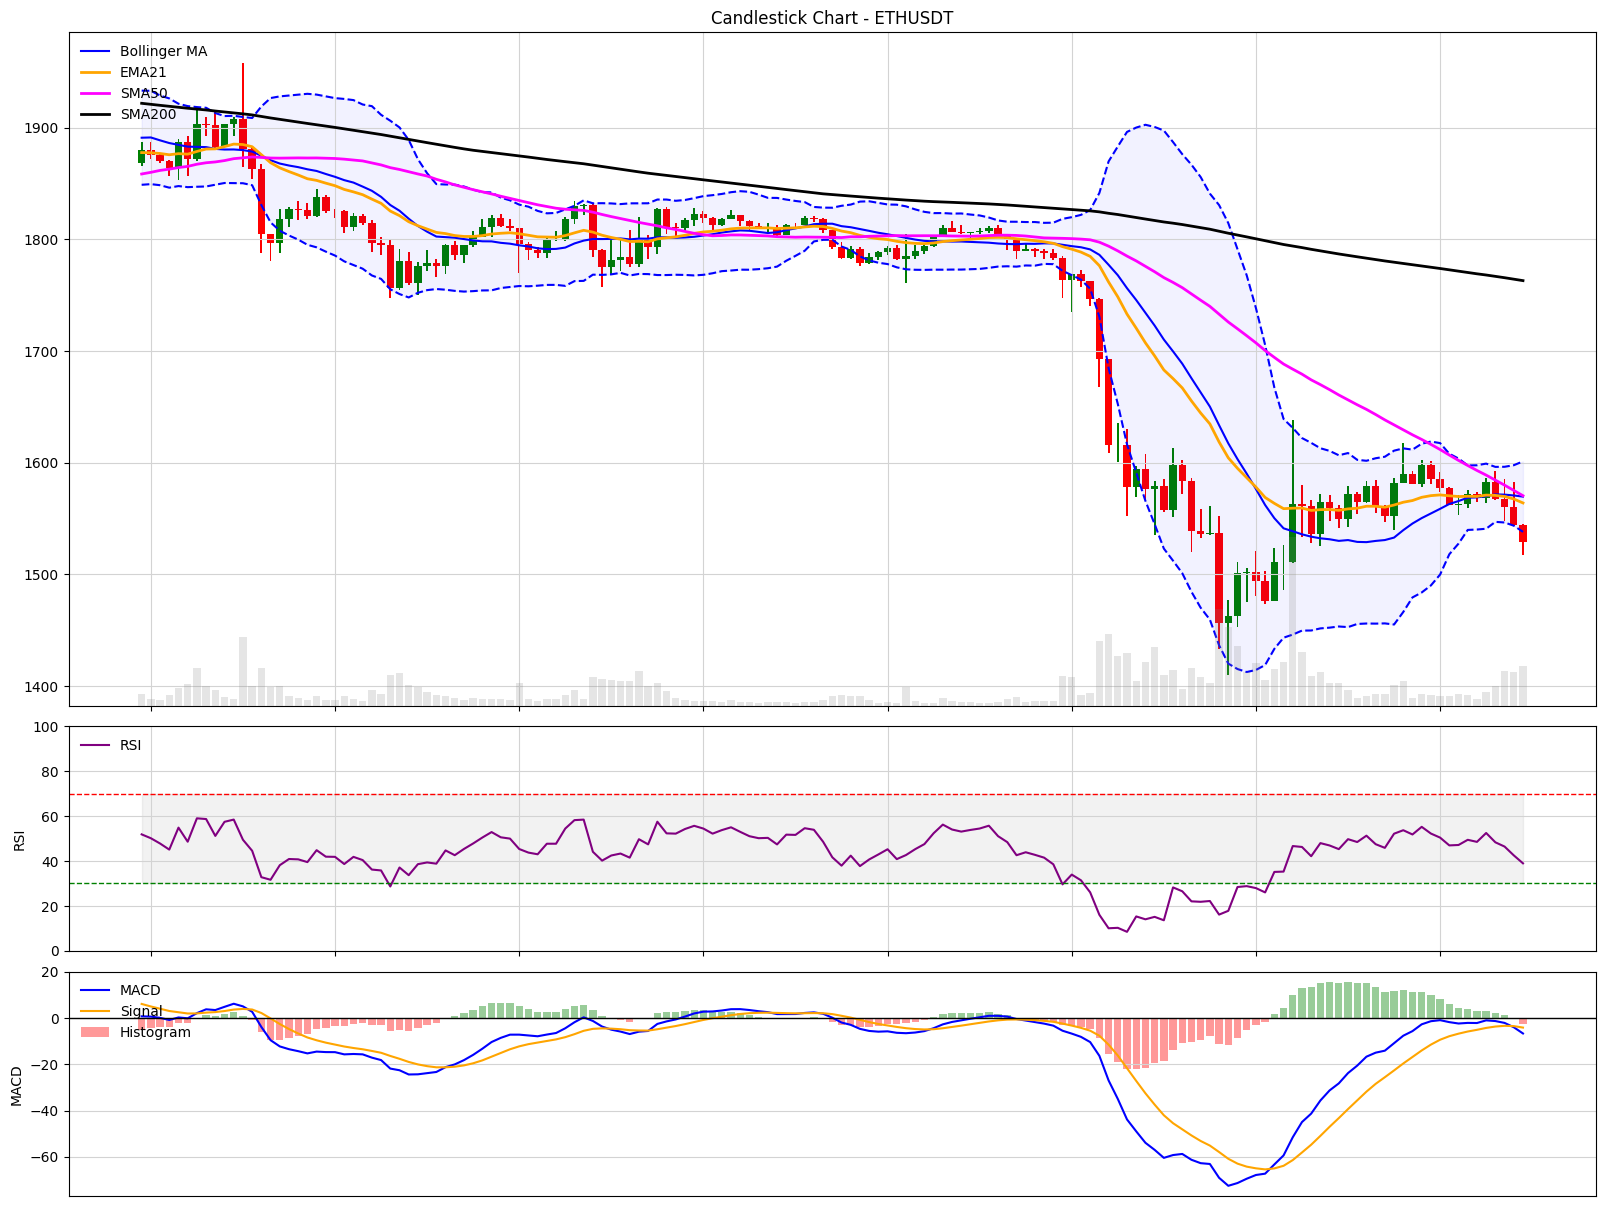 Candlestick Chart - ETHUSDT
Bollinger MA
EMA21
SMA50
SMA200
1900
1800
1700
1600
1500
1400
RSI
100
80
60
40
20
0
RSI
MACD
Signal
Histogram
20
0
−20
−40
−60
MACD